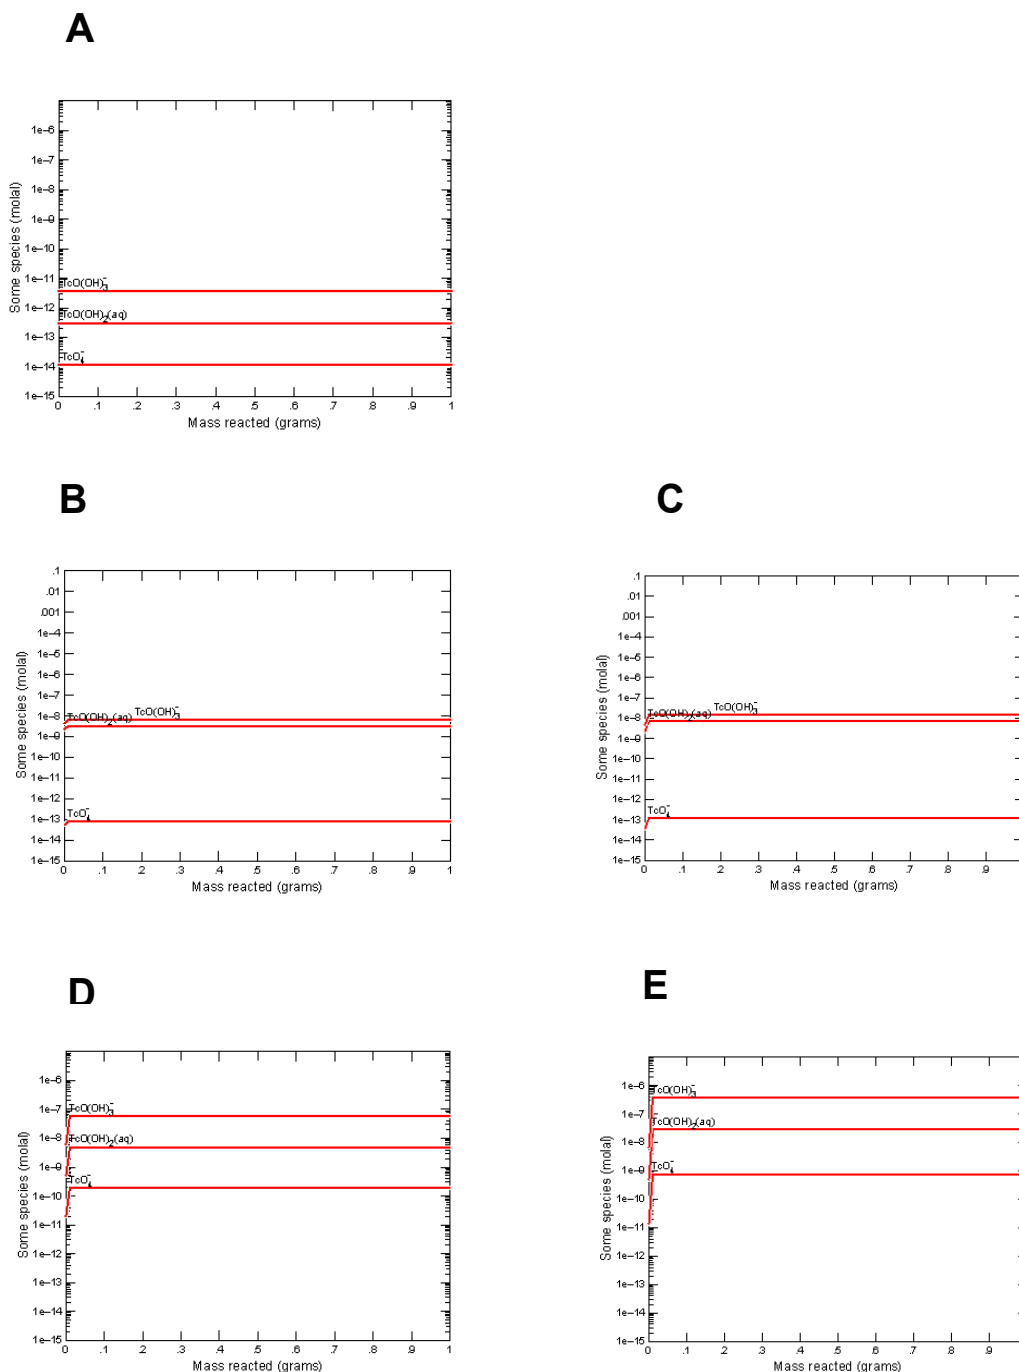 A
1e-6
1e-7
1e-8
1e-9
1e-10
1e-11
1e-12
1e-13
1e-14
1e-15
Some species (molal)
TcO(OH)3-
TcO(OH)2(aq)
TcO4-
0 .1 .2 .3 .4 .5 .6 .7 .8 .9 1
Mass reacted (grams)
B
.1
.01
.001
1e-4
1e-5
1e-6
1e-7
1e-8
1e-9
1e-10
1e-11
1e-12
1e-13
1e-14
1e-15
Some species (molal)
TcO(OH)2(aq) TcO(OH)3-
TcO4-
0 .1 .2 .3 .4 .5 .6 .7 .8 .9 1
Mass reacted (grams)
C
.1
.01
.001
1e-4
1e-5
1e-6
1e-7
1e-8
1e-9
1e-10
1e-11
1e-12
1e-13
1e-14
1e-15
Some species (molal)
TcO(OH)2(aq) TcO(OH)3-
TcO4-
0 .1 .2 .3 .4 .5 .6 .7 .8 .9
Mass reacted (grams)
D
1e-6
1e-7
1e-8
1e-9
1e-10
1e-11
1e-12
1e-13
1e-14
1e-15
Some species (molal)
TcO(OH)3-
TcO(OH)2(aq)
TcO4-
0 .1 .2 .3 .4 .5 .6 .7 .8 .9 1
Mass reacted (grams)
E
1e-6
1e-7
1e-8
1e-9
1e-10
1e-11
1e-12
1e-13
1e-14
1e-15
Some species (molal)
TcO(OH)3-
TcO(OH)2(aq)
TcO4-
0 .1 .2 .3 .4 .5 .6 .7 .8 .9
Mass reacted (grams)